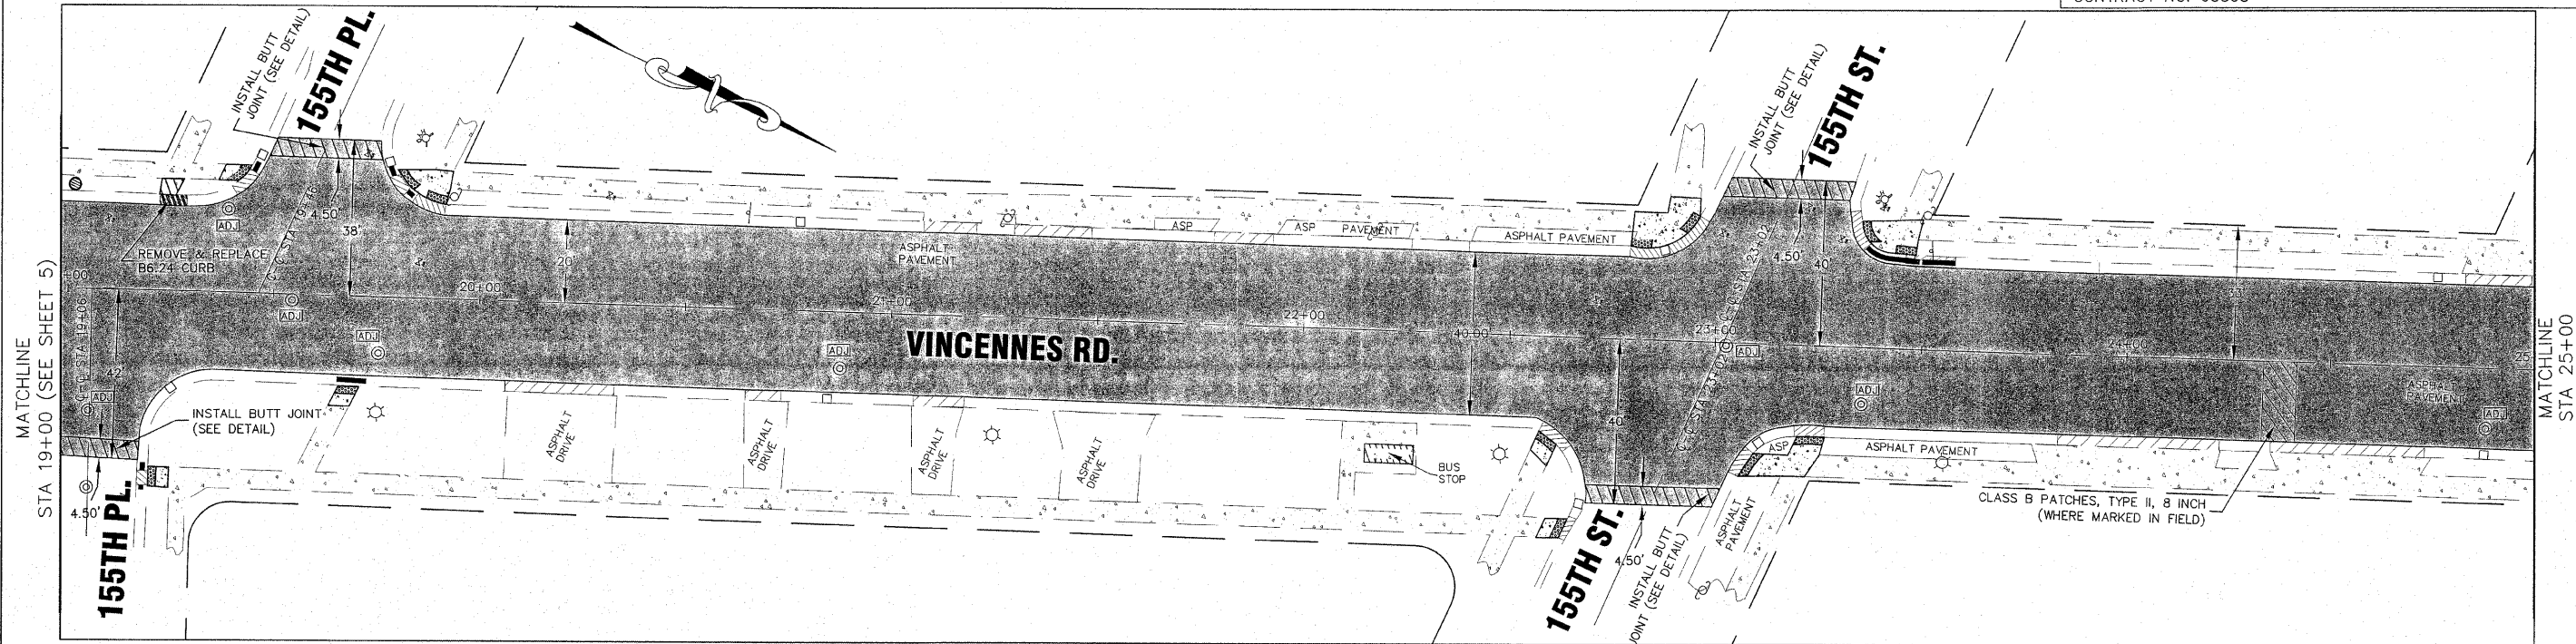 INSTALL BUTT
JOINT (SEE DETAIL)
155TH PL.
INSTALL BUTT
JOINT (SEE DETAIL)
155TH ST.
MATCHLINE
STA 19+00 (SEE SHEET 5)
REMOVE & REPLACE
B6.24 CURB
ADJ
4.50'
38'
20'
ASPHALT
PAVEMENT
ASP
ASP PAVEMENT
ASPHALT PAVEMENT
4.50'
40'
20+00
21+00
22+00
23+00
24+00
40.00
33'
ADJ
ADJ
ADJ
ADJ
ADJ
ADJ
ADJ
VINCENNES RD.
42'
INSTALL BUTT JOINT
(SEE DETAIL)
4.50'
155TH PL.
ASPHALT
DRIVE
ASPHALT
DRIVE
ASPHALT
DRIVE
ASPHALT
DRIVE
BUS
STOP
40'
155TH ST.
4.50'
INSTALL BUTT
JOINT (SEE DETAIL)
ASPHALT
PAVEMENT
ASP
ASPHALT PAVEMENT
CLASS B PATCHES, TYPE II, 8 INCH
(WHERE MARKED IN FIELD)
ASPHALT
PAVEMENT
MATCHLINE
STA 25+00